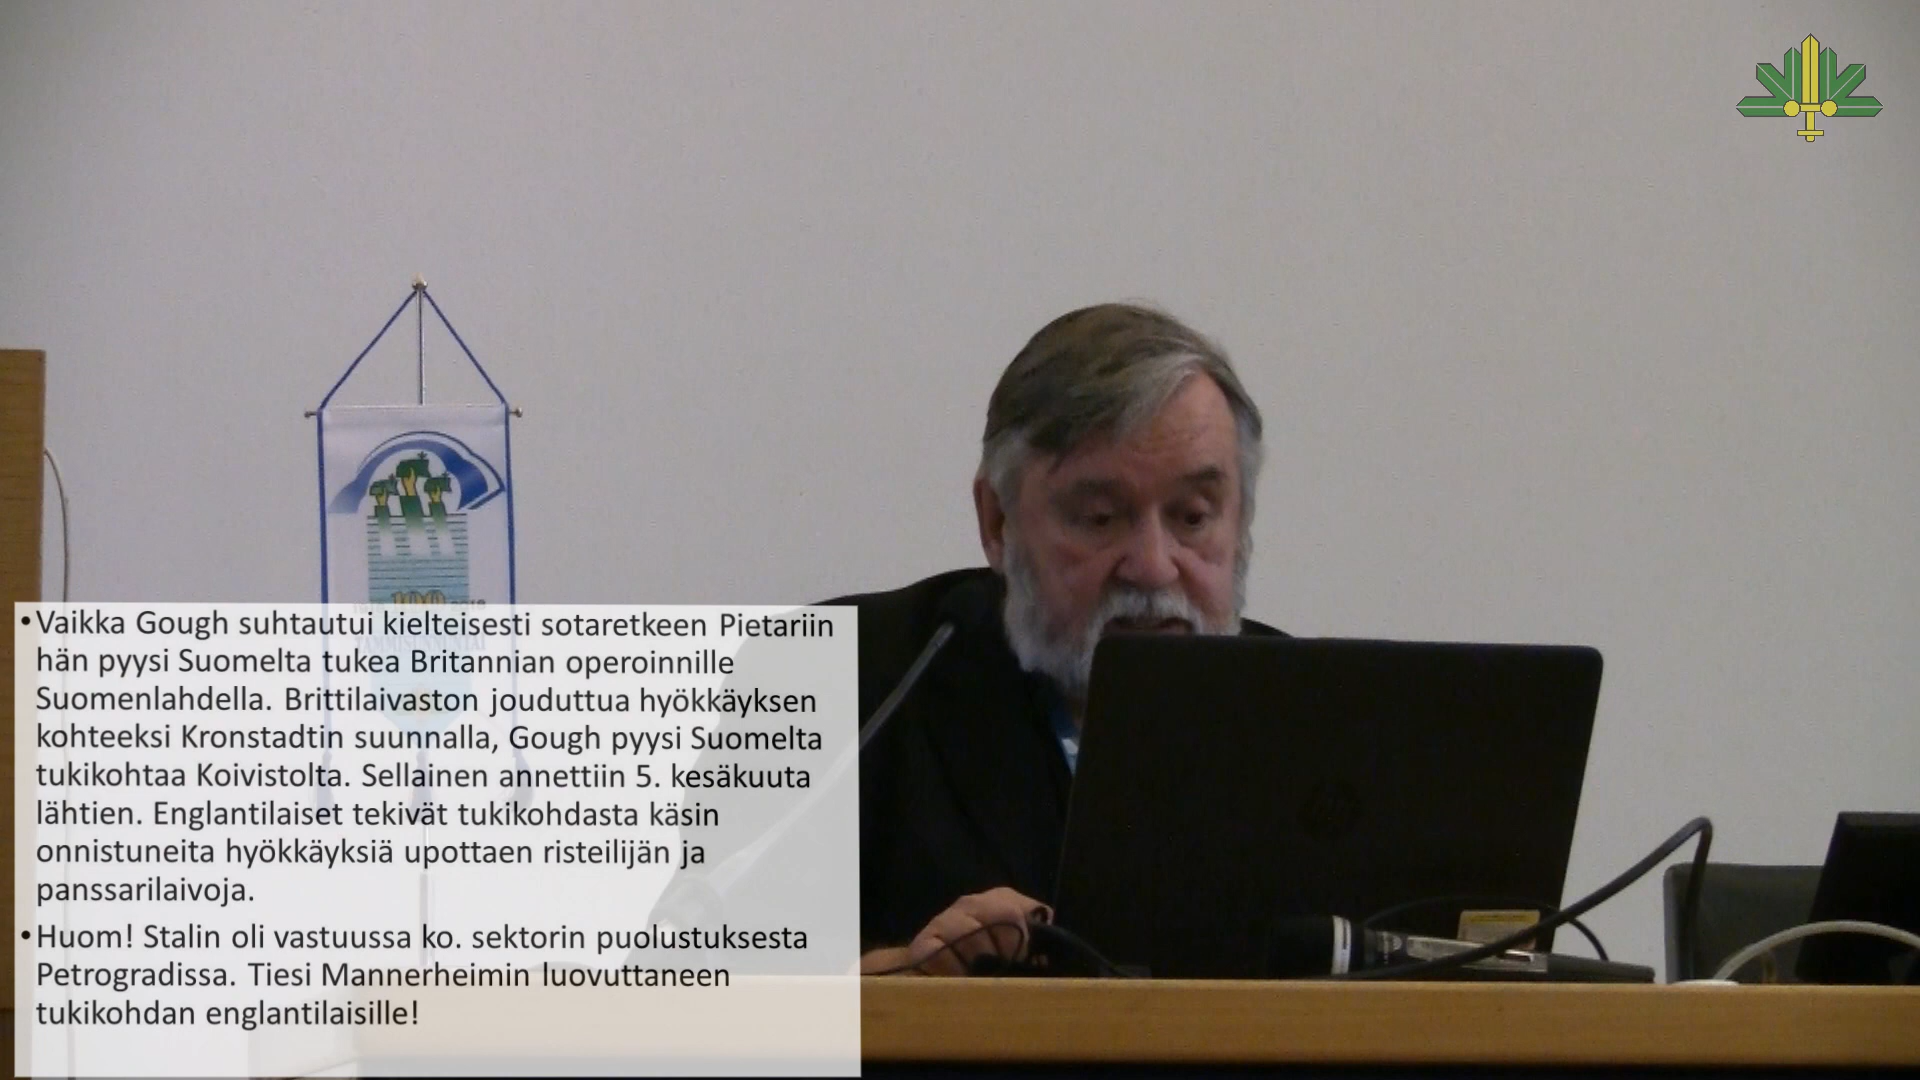 •Vaikka Gough suhtautui kielteisesti sotaretkeen Pietariin
hän pyysi Suomelta tukea Britannian operoinnille
Suomenlahdella. Brittilaivaston jouduttua hyökkäyksen
kohteeksi Kronstadtin suunnalla, Gough pyysi Suomelta
tukikohtaa Koivistolta. Sellainen annettiin 5. kesäkuuta
lähtien. Englantilaiset tekivät tukikohdasta käsin
onnistuneita hyökkäyksiä upottaen risteilijän ja
panssarilaivoja.
•Huom! Stalin oli vastuussa ko. sektorin puolustuksesta
Petrogradissa. Tiesi Mannerheimin luovuttaneen
tukikohdan englantilaisille!